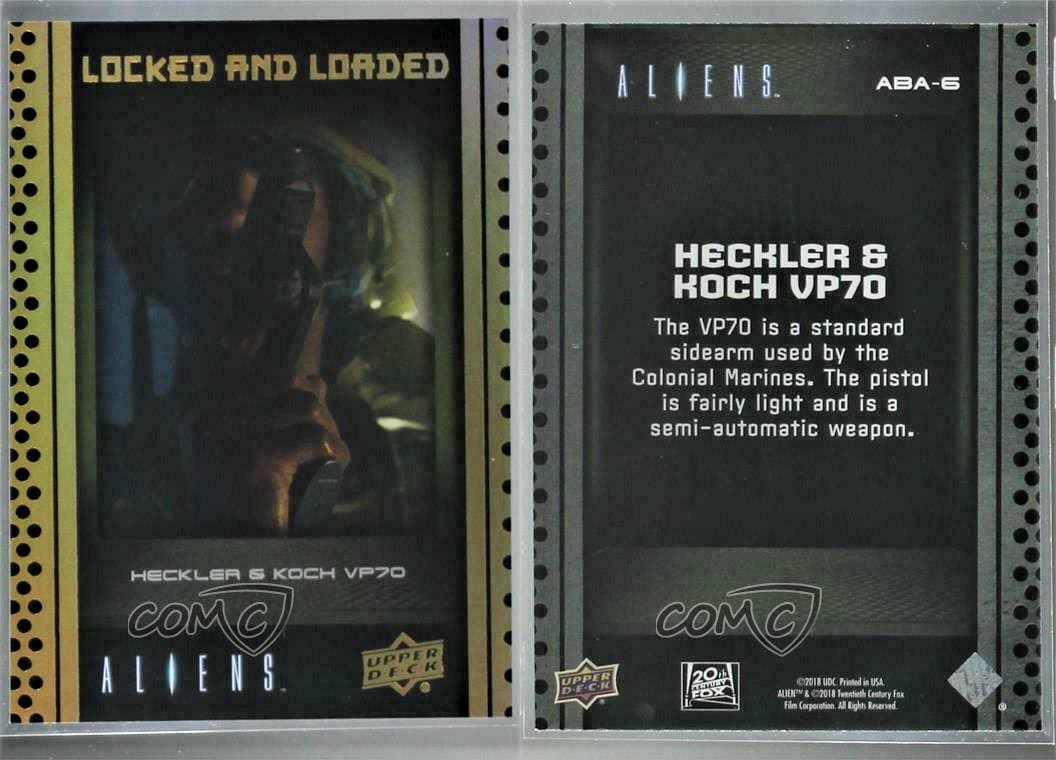 LOCKED AND LOADED
HECKLER & KOCH VP70
COMC
ALIENS™
UPPER
DECK
ALIENS™
ABA-6
HECKLER &
KOCH VP70
The VP70 is a standard
sidearm used by the
Colonial Marines. The pistol
is fairly light and is a
semi-automatic weapon.
COMC
UPPER
DECK
20th
CENTURY
FOX
©2018 UDC. Printed in USA.
ALIEN™ & ©2018 Twentieth Century Fox
Film Corporation. All Rights Reserved.